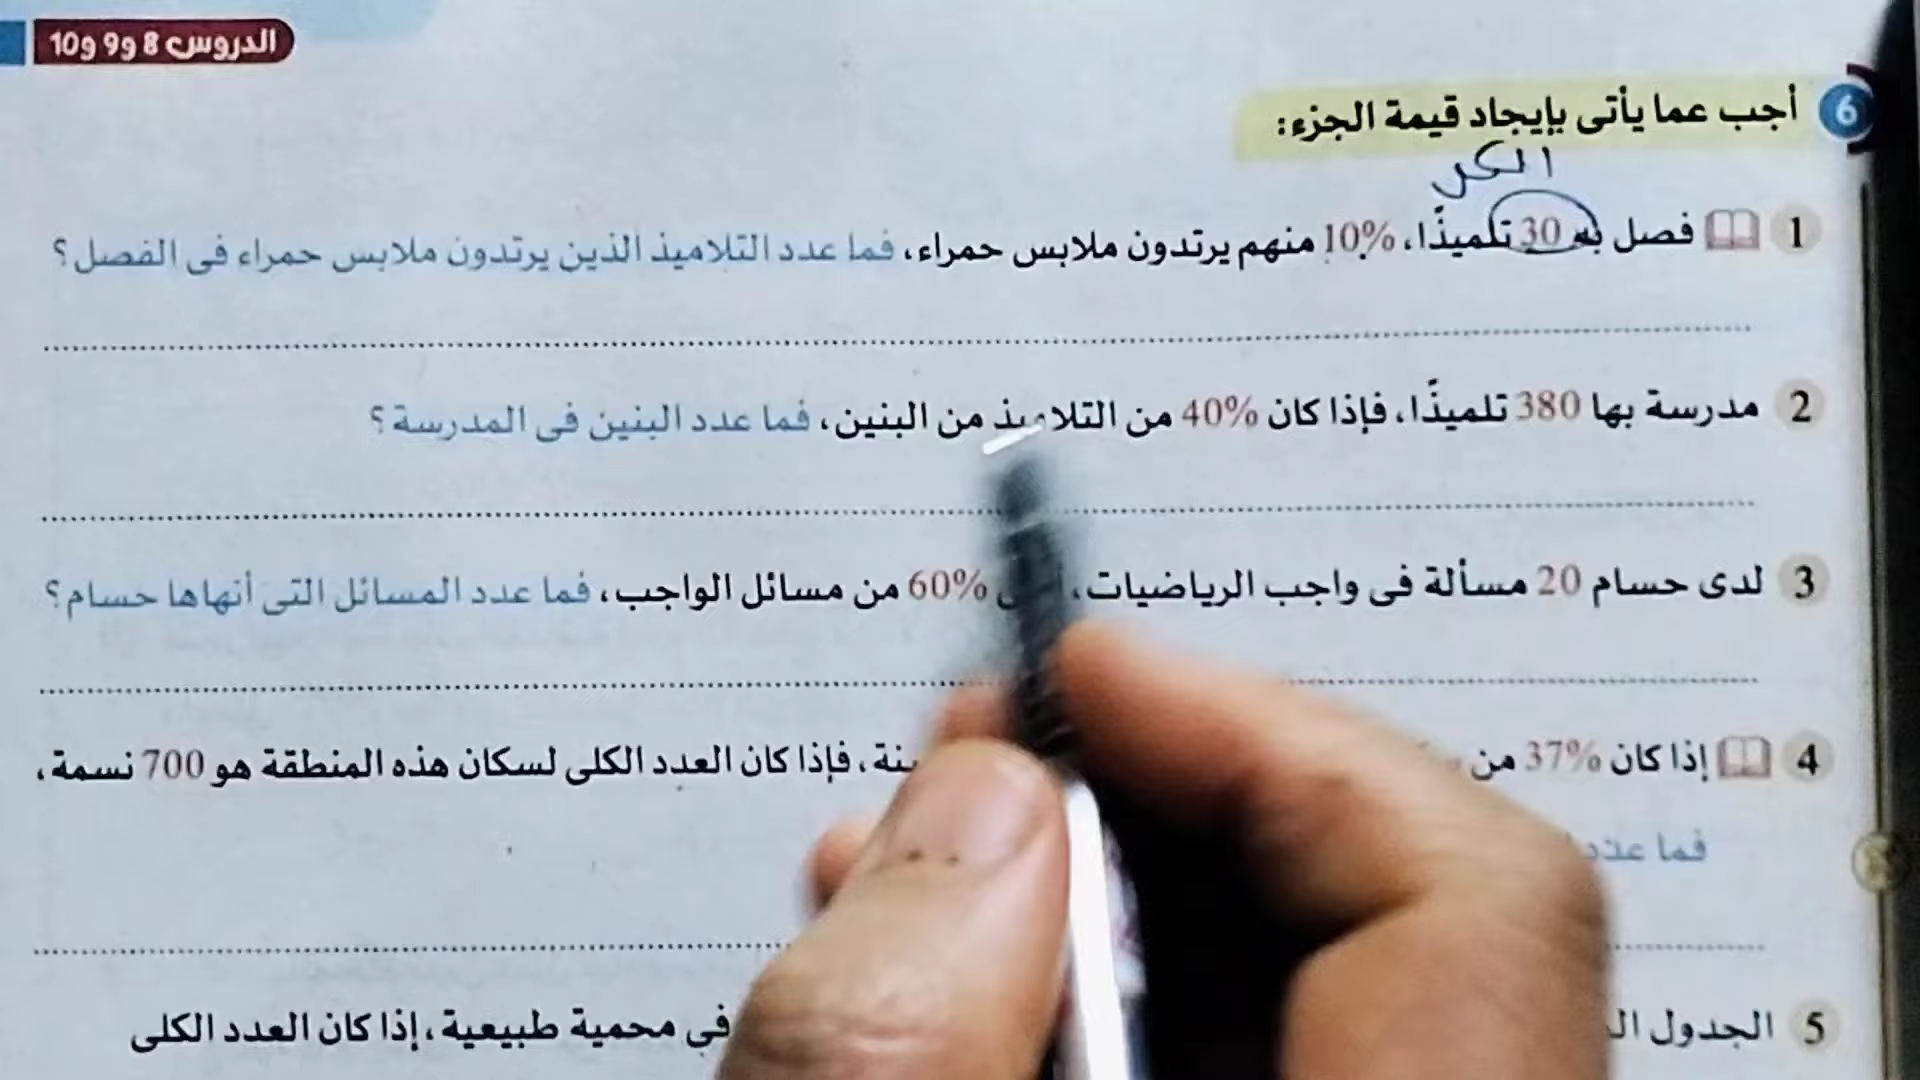 الدروس 8 و9 و10
6 أجب عما يأتى بإيجاد قيمة الجزء:
الكل
1 فصل به 30 تلميذًا، 10% منهم يرتدون ملابس حمراء، فما عدد التلاميذ الذين يرتدون ملابس حمراء فى الفصل؟
2 مدرسة بها 380 تلميذًا، فإذا كان 40% من التلاميذ من البنين، فما عدد البنين فى المدرسة؟
3 لدى حسام 20 مسألة فى واجب الرياضيات، 60% من مسائل الواجب، فما عدد المسائل التى أنهاها حسام؟
4 إذا كان 37% من فإذا كان العدد الكلى لسكان هذه المنطقة هو 700 نسمة،
فما عدد
5 الجدول فى محمية طبيعية، إذا كان العدد الكلى